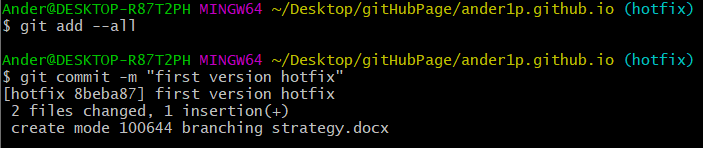 Ander@DESKTOP-R87T2PH MINGW64 ~/Desktop/gitHubPage/ander1p.github.io (hotfix)
$ git add --all
Ander@DESKTOP-R87T2PH MINGW64 ~/Desktop/gitHubPage/ander1p.github.io (hotfix)
$ git commit -m "first version hotfix"
[hotfix 8beba87] first version hotfix
 2 files changed, 1 insertion(+)
 create mode 100644 branching strategy.docx